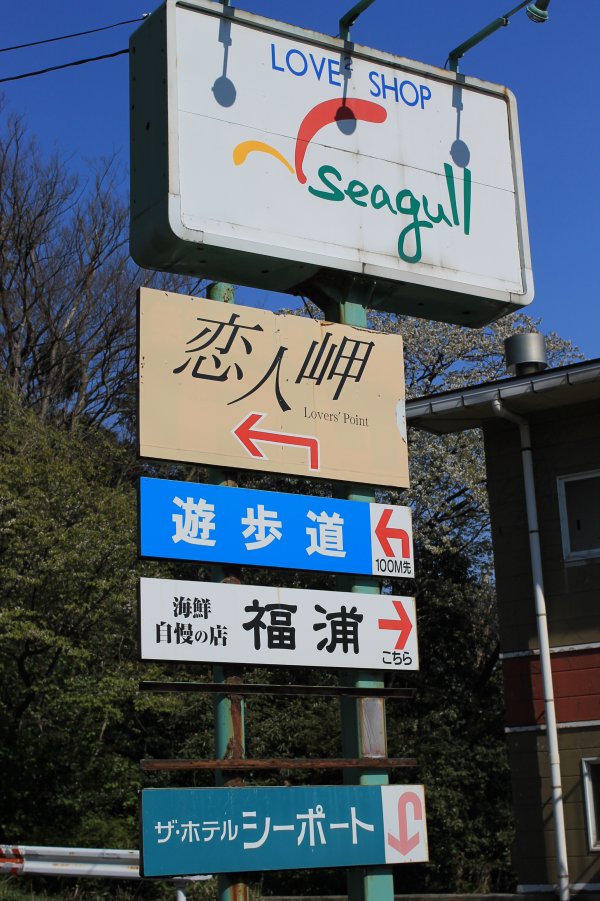 LOVE² SHOP
seagull
恋人岬
Lovers' Point
遊歩道
100M先
海鮮
自慢の店
福浦
こちら
ザ・ホテル シーポート